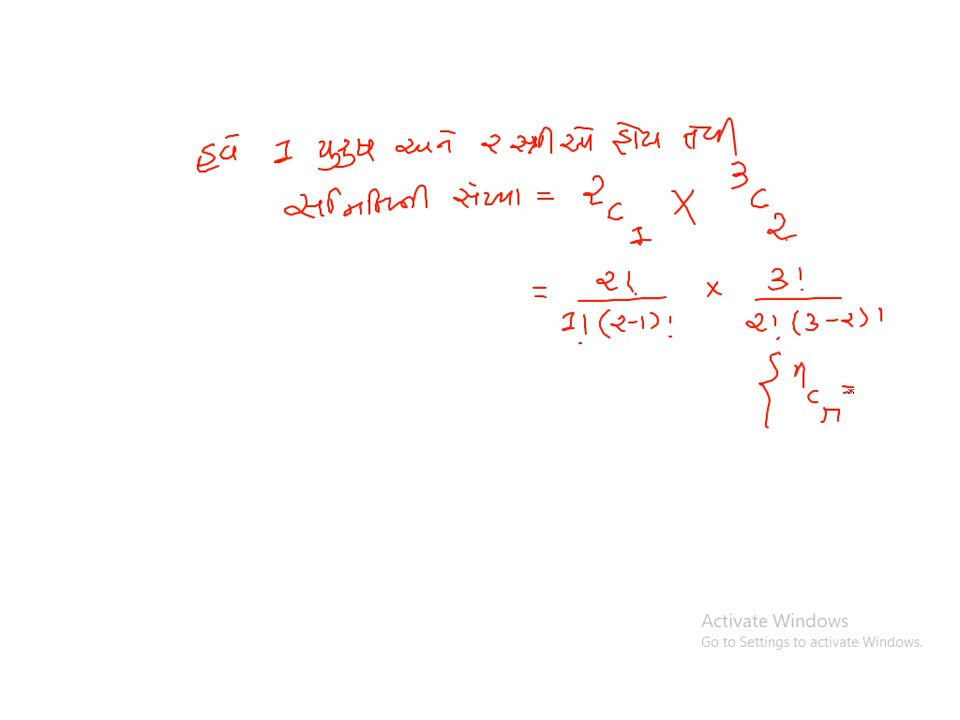 હવે 1 પુરુષ અને 2 સ્ત્રીઓ હોય તેવી
સમિતિની સંખ્યા = ²C₁ × ³C₂
= 2!/1!(2-1)! × 3!/2!(3-2)!
{ ⁿCᵣ =
Activate Windows
Go to Settings to activate Windows.